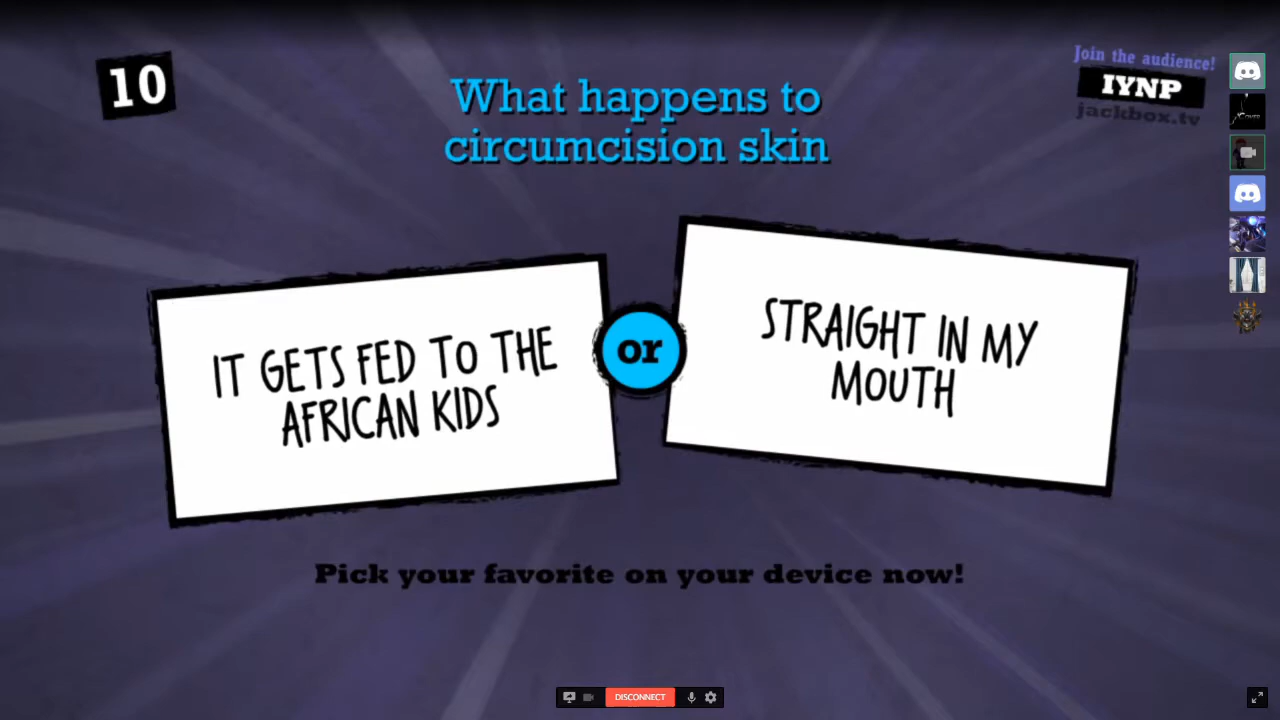 10
What happens to
circumcision skin
Join the audience!
IYNP
jackbox.tv
IT GETS FED TO THE
AFRICAN KIDS
or
STRAIGHT IN MY
MOUTH
Pick your favorite on your device now!
DISCONNECT